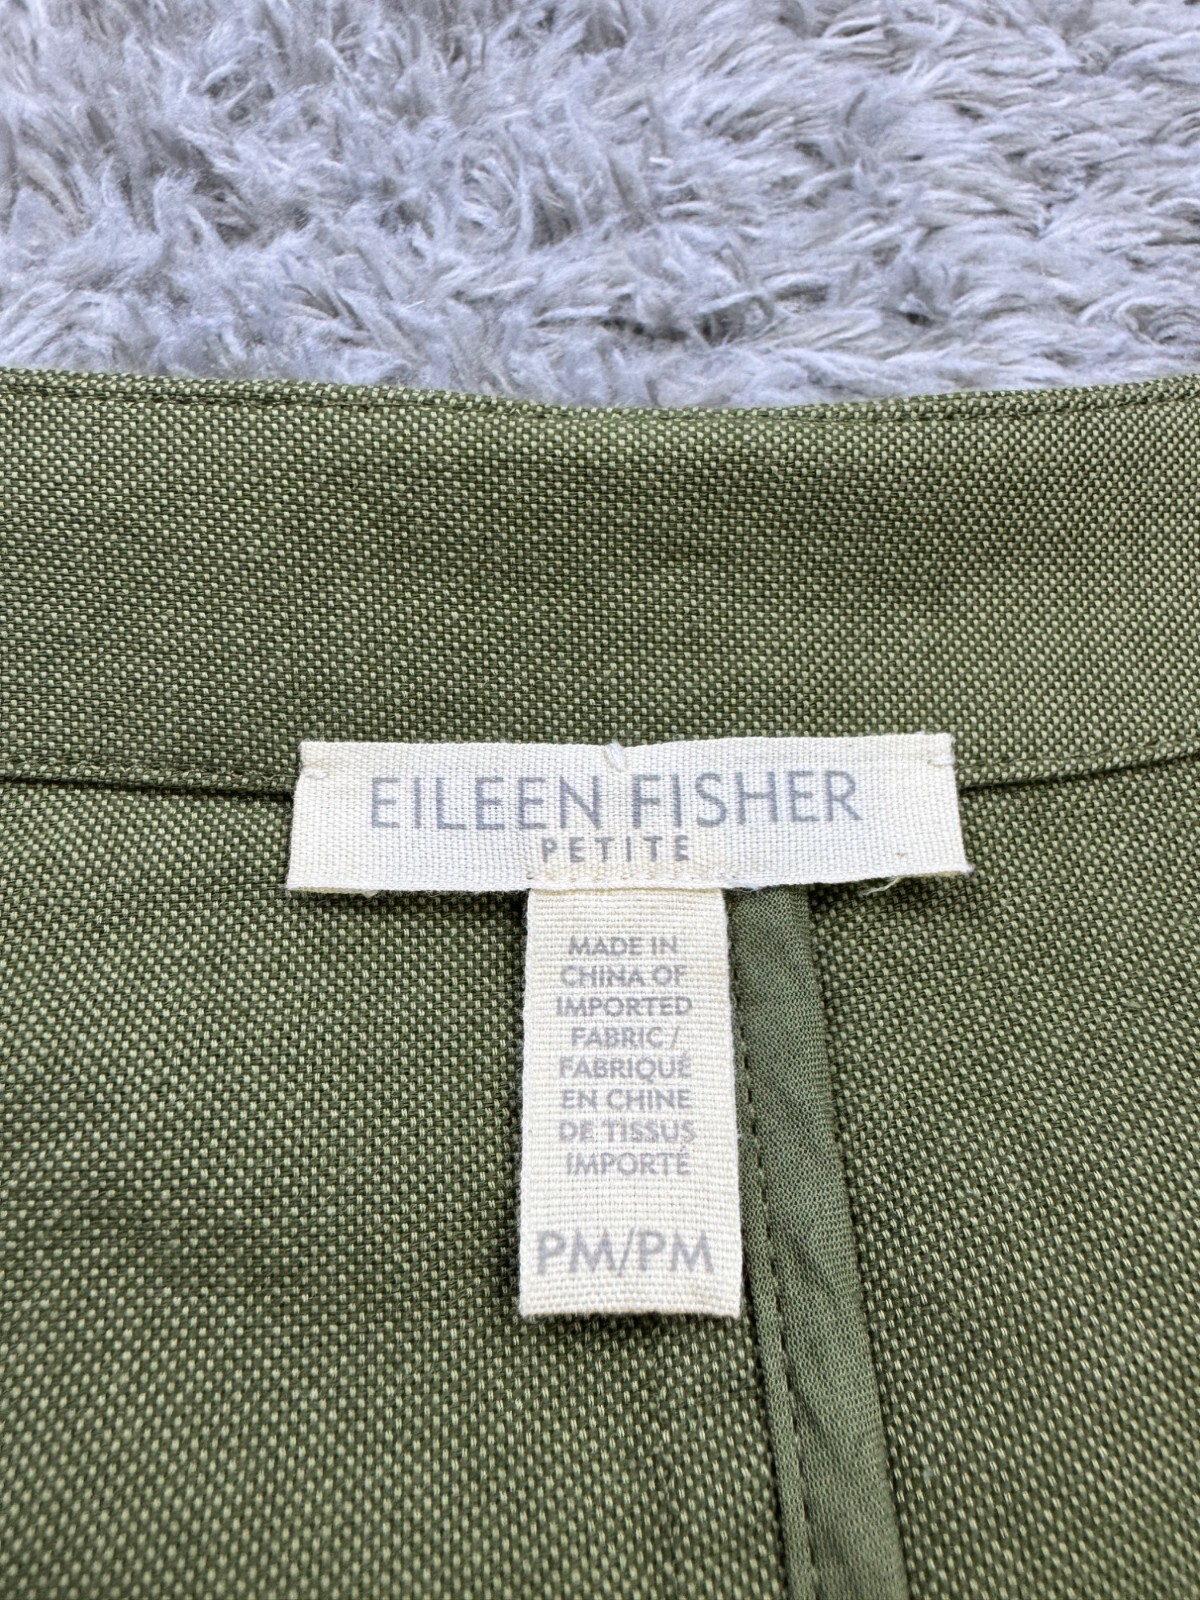 EILEEN FISHER
PETITE
MADE IN
CHINA OF
IMPORTED
FABRIC /
FABRIQUÉ
EN CHINE
DE TISSUS
IMPORTÉ
PM/PM